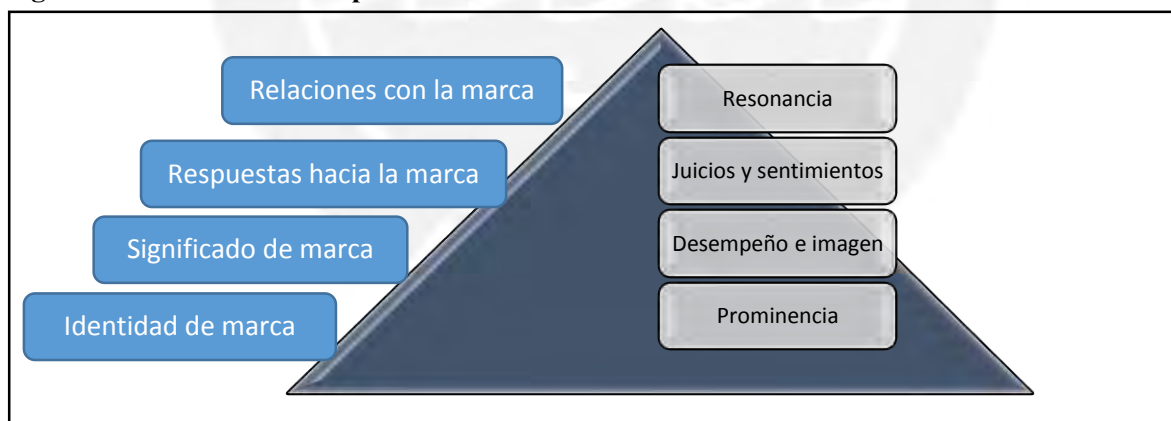 Relaciones con la marca
Resonancia
Respuestas hacia la marca
Juicios y sentimientos
Significado de marca
Desempeño e imagen
Identidad de marca
Prominencia